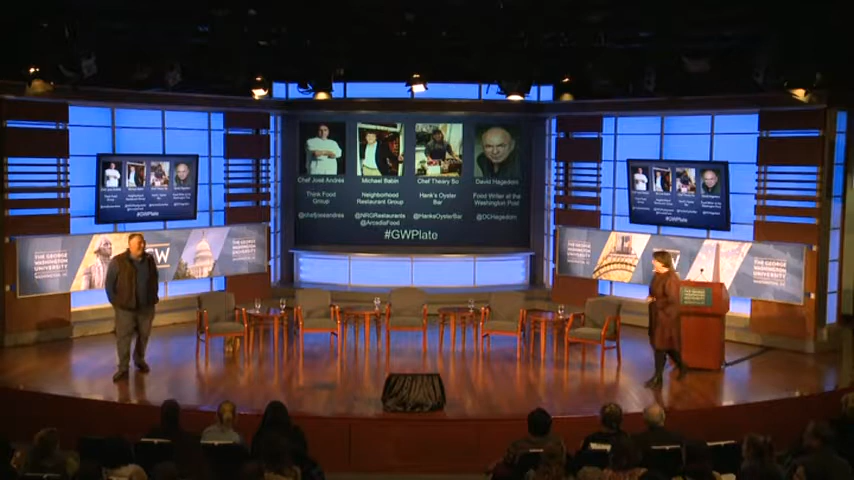 Chef José Andrés
Think Food
Group
@chefjoseandres
Michael Babin
Neighborhood
Restaurant Group
@NRGRestaurants
@ArcadiaFood
Chef Theary So
Hank's Oyster
Bar
@HanksOysterBar
David Hagedorn
Food Writer at the
Washington Post
@DCHagedorn
#GWPlate
#GWPlate
#GWPlate
THE GEORGE
WASHINGTON
UNIVERSITY
WASHINGTON, DC
GW
THE GEORGE
WASHINGTON
UNIVERSITY
WASHINGTON, DC
THE GEORGE
WASHINGTON
UNIVERSITY
WASHINGTON, DC